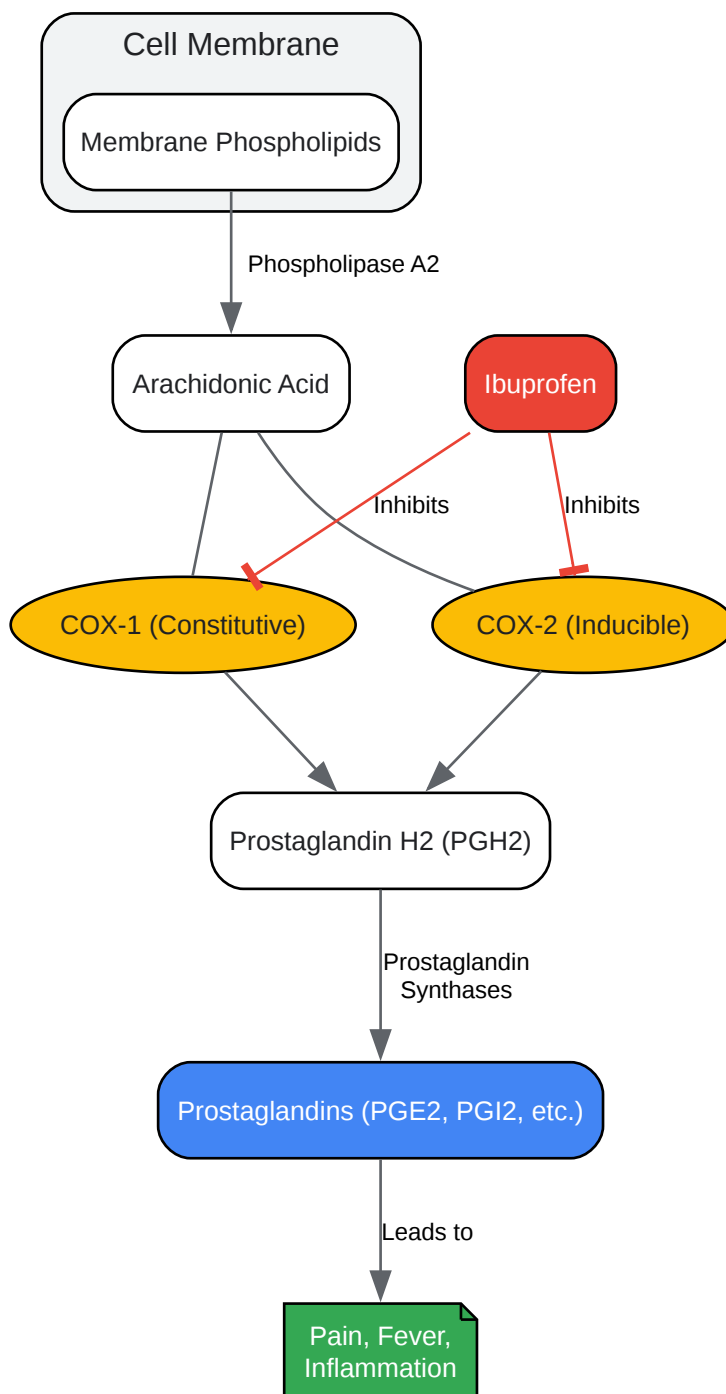 Cell Membrane
Membrane Phospholipids
Phospholipase A2
Arachidonic Acid
Ibuprofen
Inhibits
Inhibits
COX-1 (Constitutive)
COX-2 (Inducible)
Prostaglandin H2 (PGH2)
Prostaglandin
Synthases
Prostaglandins (PGE2, PGI2, etc.)
Leads to
Pain, Fever,
Inflammation